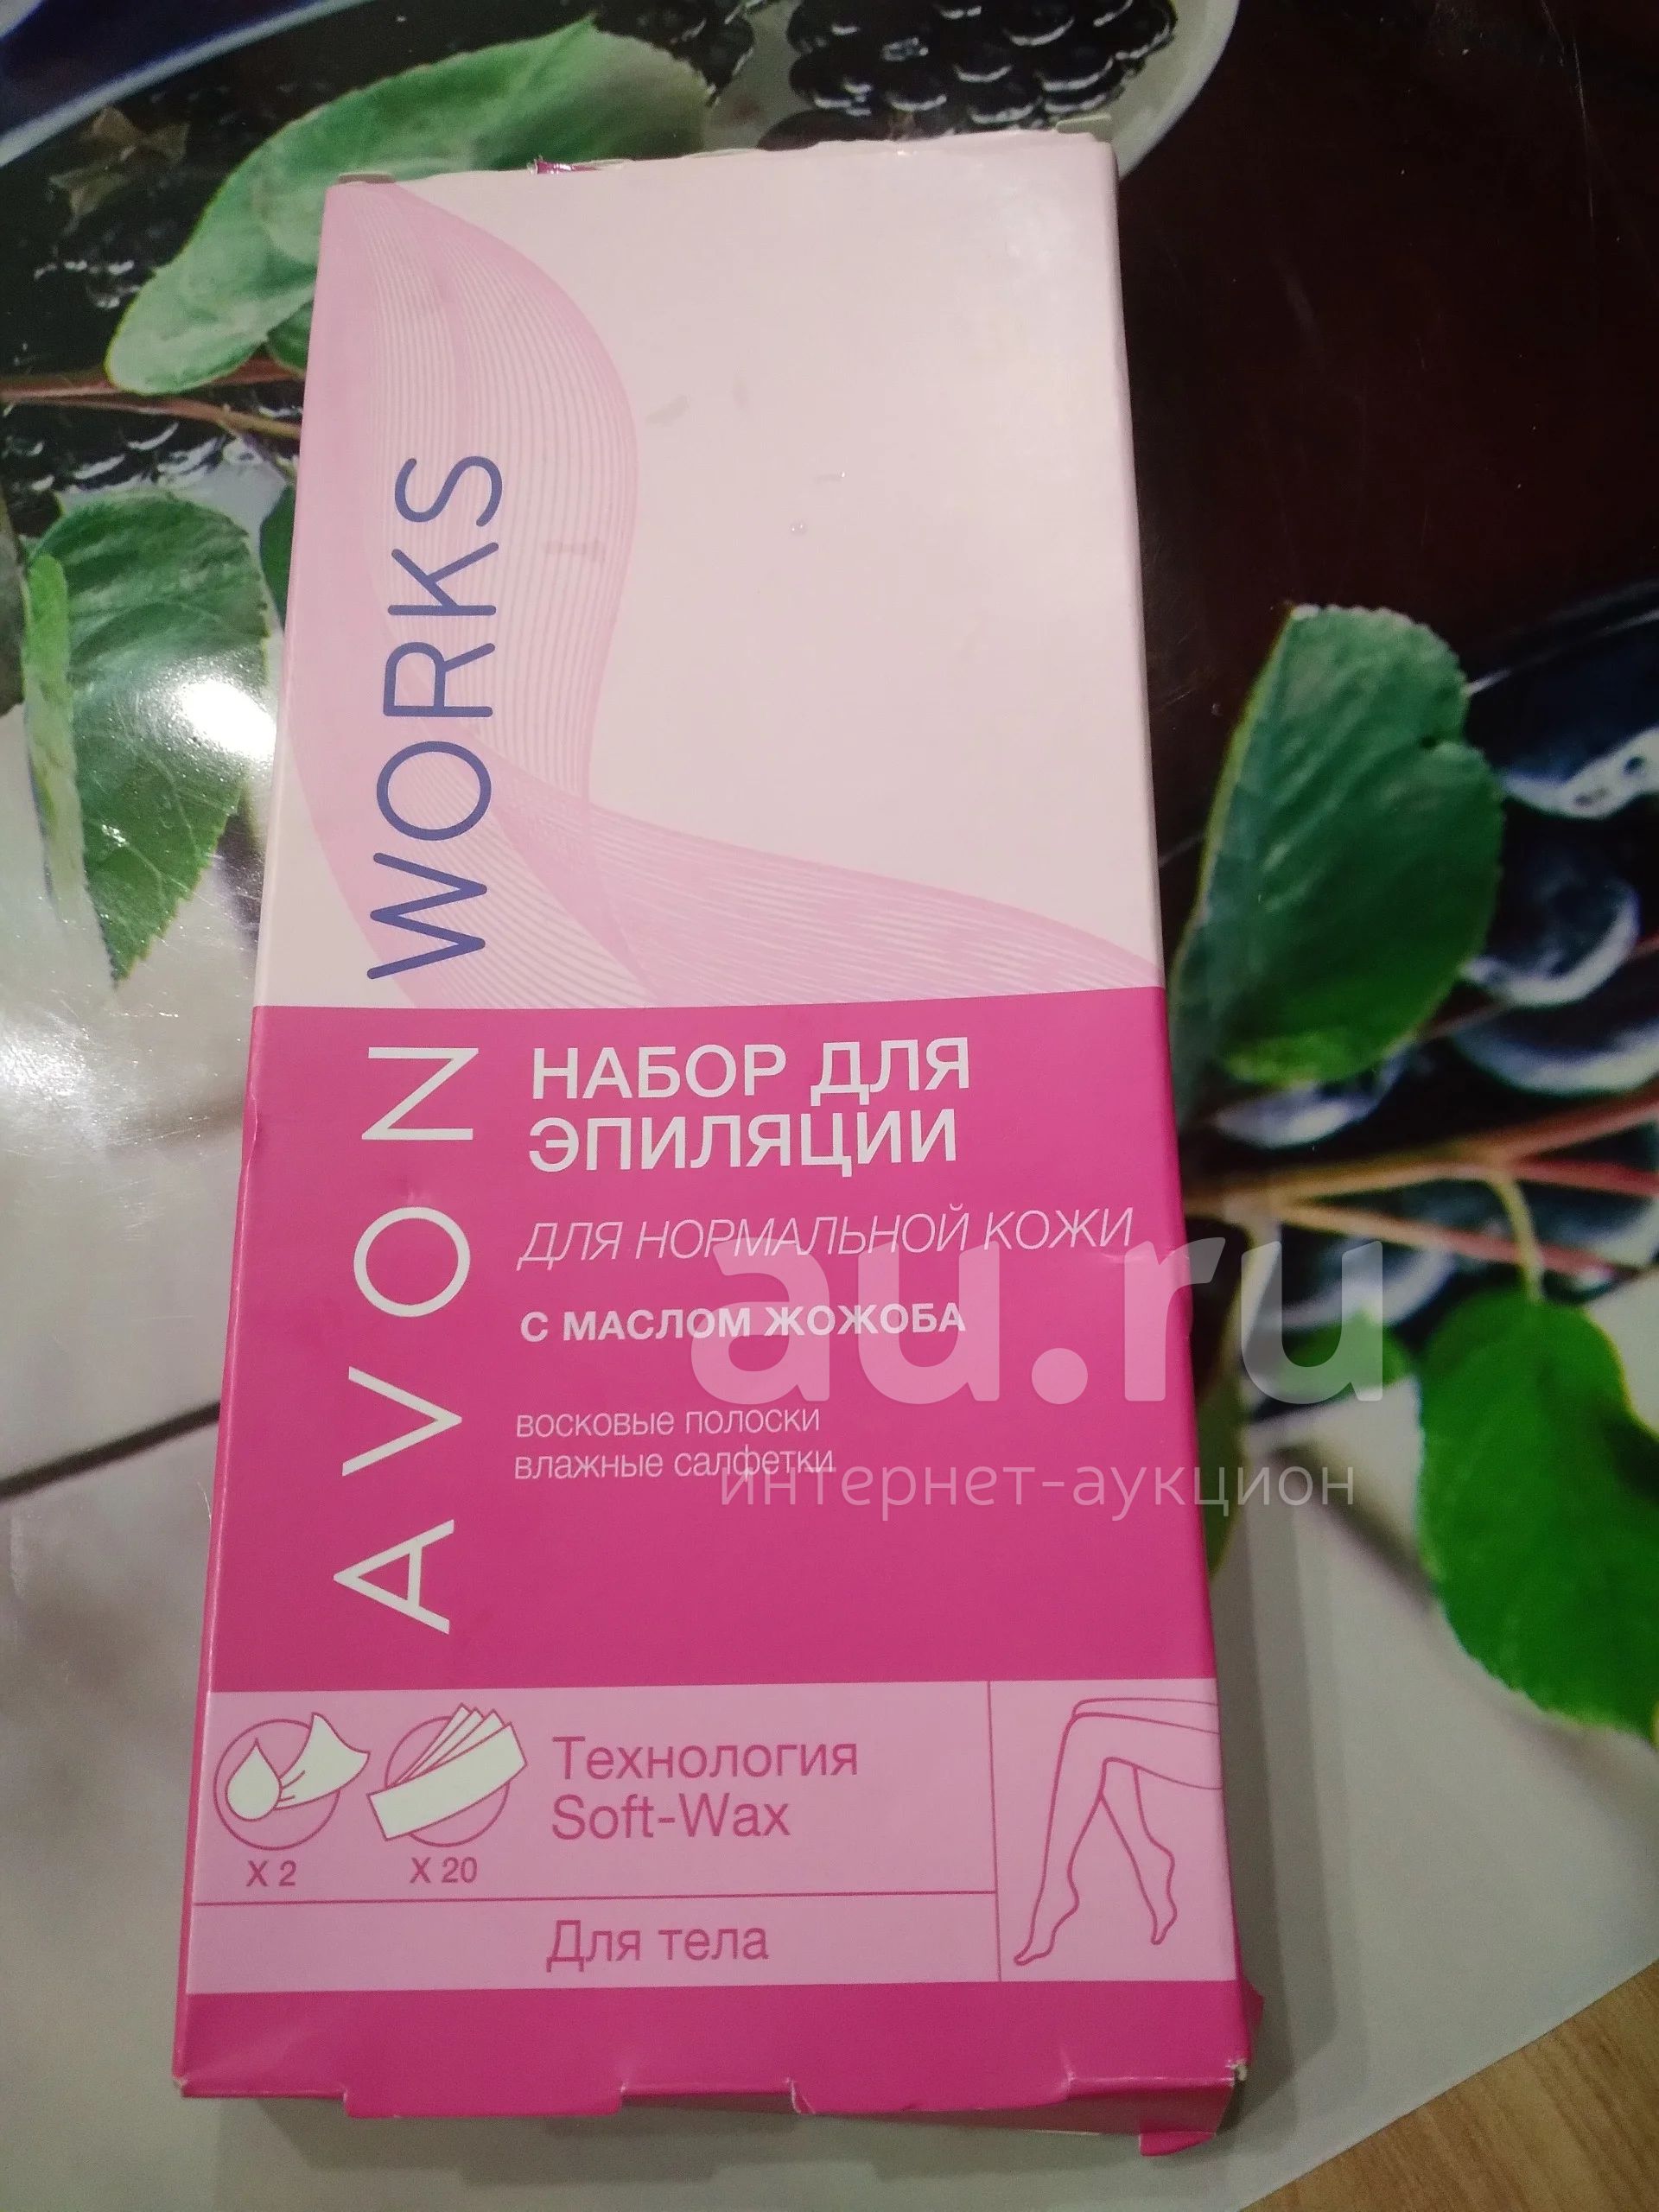 AVON WORKS
НАБОР ДЛЯ
ЭПИЛЯЦИИ
ДЛЯ НОРМАЛЬНОЙ КОЖИ
С МАСЛОМ ЖОЖОБА
ВОСКОВЫЕ ПОЛОСКИ
ВЛАЖНЫЕ САЛФЕТКИ
au.ru
интернет-аукцион
Технология
Soft-Wax
X 2
X 20
Для тела